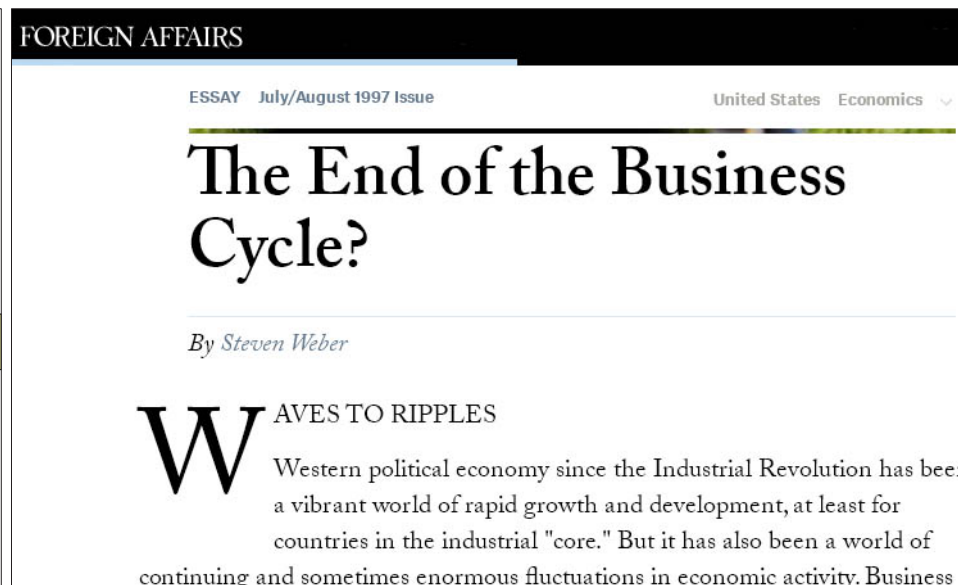 FOREIGN AFFAIRS
ESSAY July/August 1997 Issue United States Economics
The End of the Business
Cycle?
By Steven Weber
WAVES TO RIPPLES
Western political economy since the Industrial Revolution has bee
a vibrant world of rapid growth and development, at least for
countries in the industrial "core." But it has also been a world of
continuing and sometimes enormous fluctuations in economic activity. Business